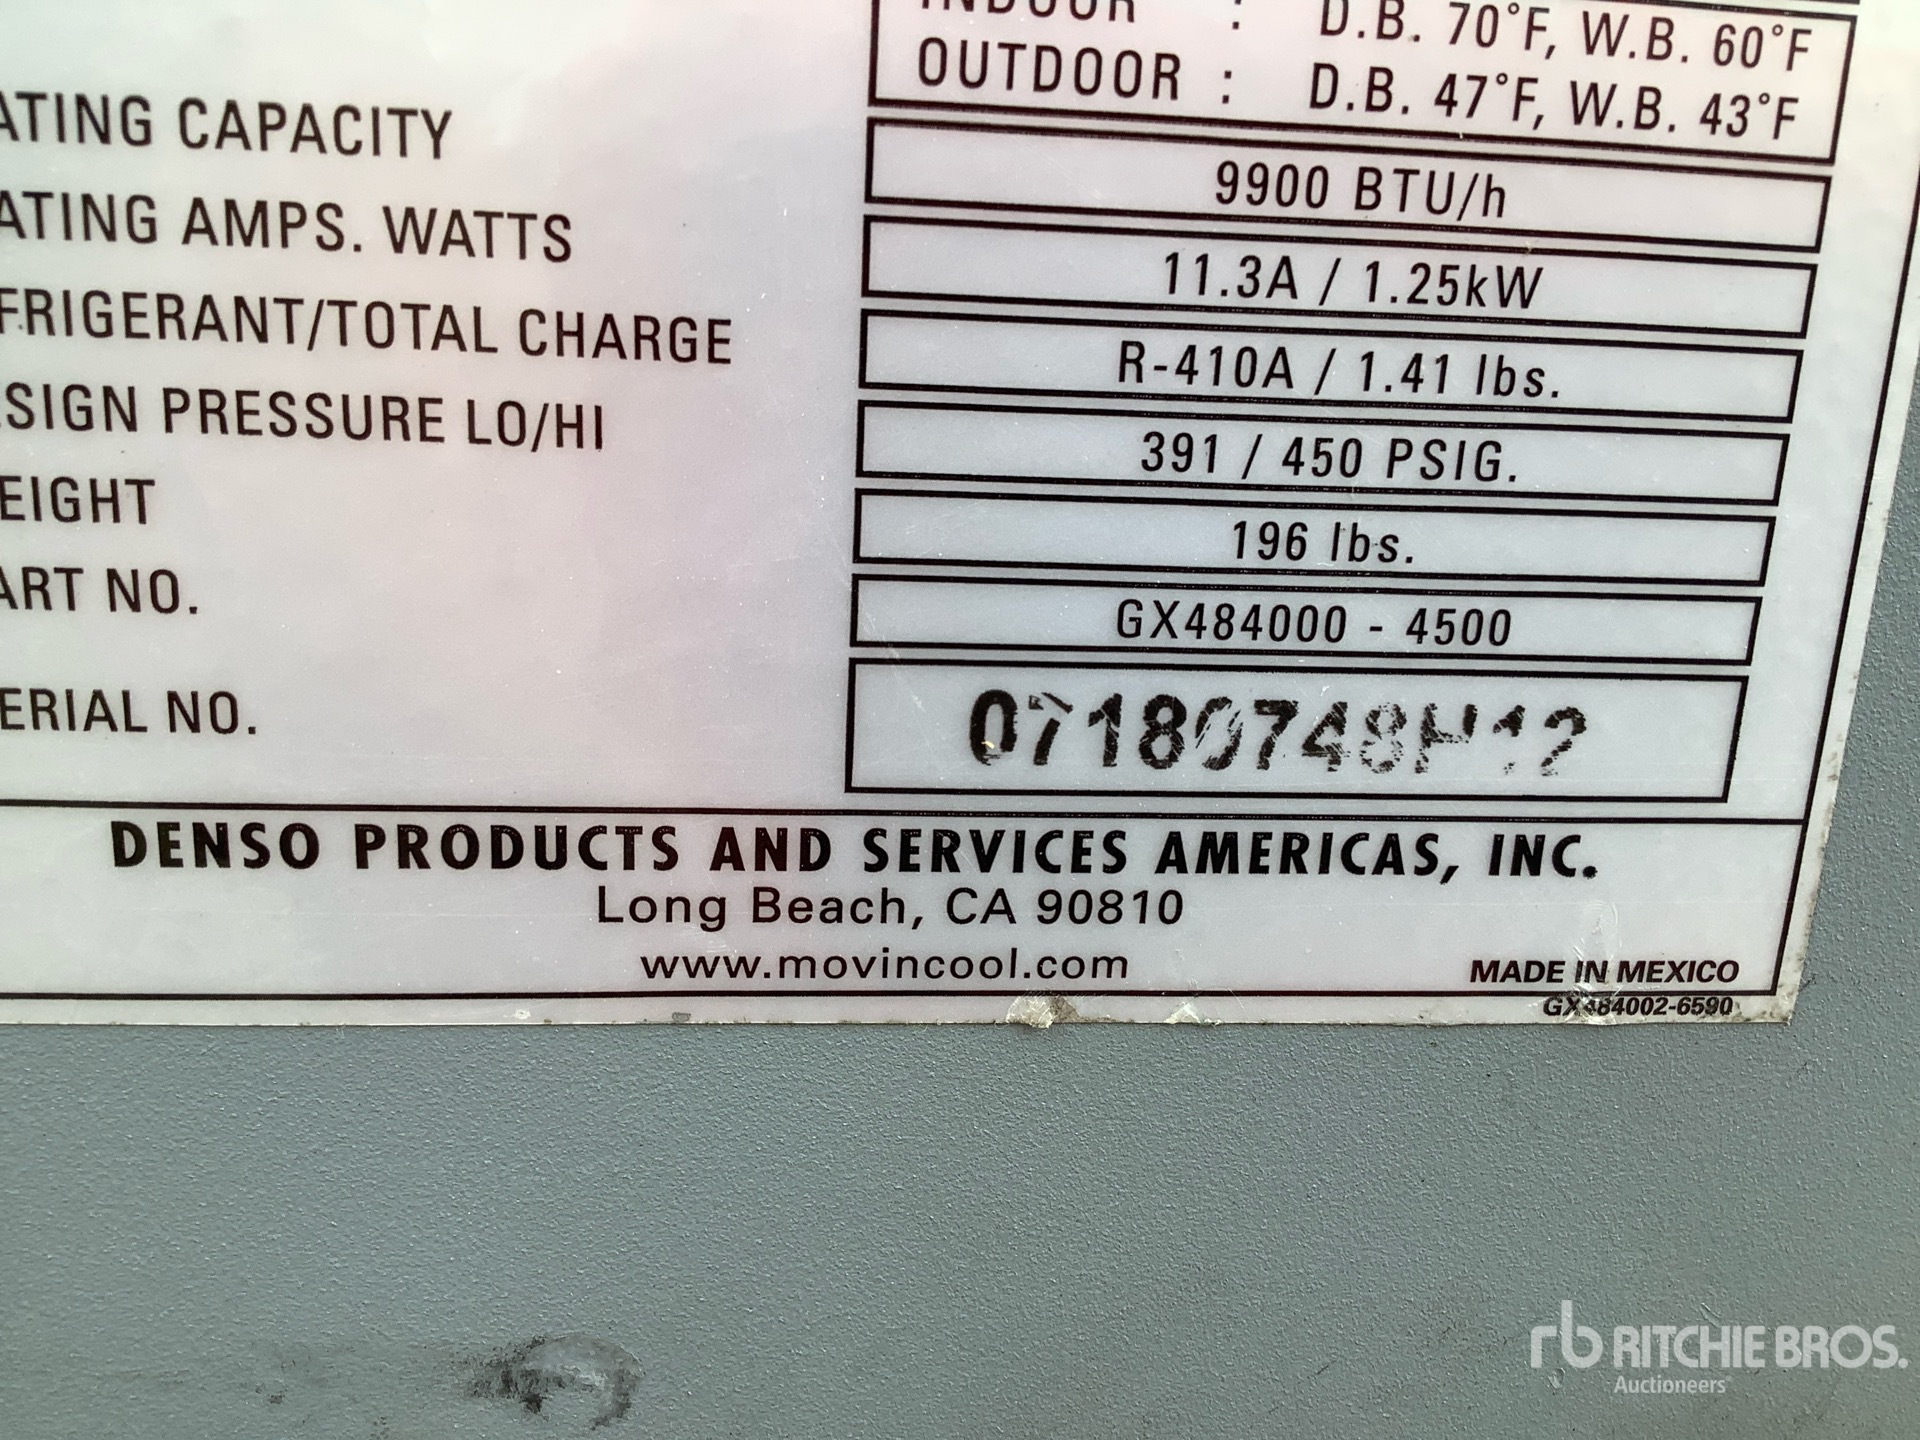 INDOOR : D.B. 70°F, W.B. 60°F
OUTDOOR : D.B. 47°F, W.B. 43°F
ATING CAPACITY 9900 BTU/h
ATING AMPS. WATTS 11.3A / 1.25kW
FRIGERANT/TOTAL CHARGE R-410A / 1.41 lbs.
SIGN PRESSURE LO/HI 391 / 450 PSIG.
EIGHT 196 lbs.
ART NO. GX484000 - 4500
ERIAL NO. 07180748H12
DENSO PRODUCTS AND SERVICES AMERICAS, INC.
Long Beach, CA 90810
www.movincool.com
MADE IN MEXICO
GX484002-6590
rb RITCHIE BROS.
Auctioneers